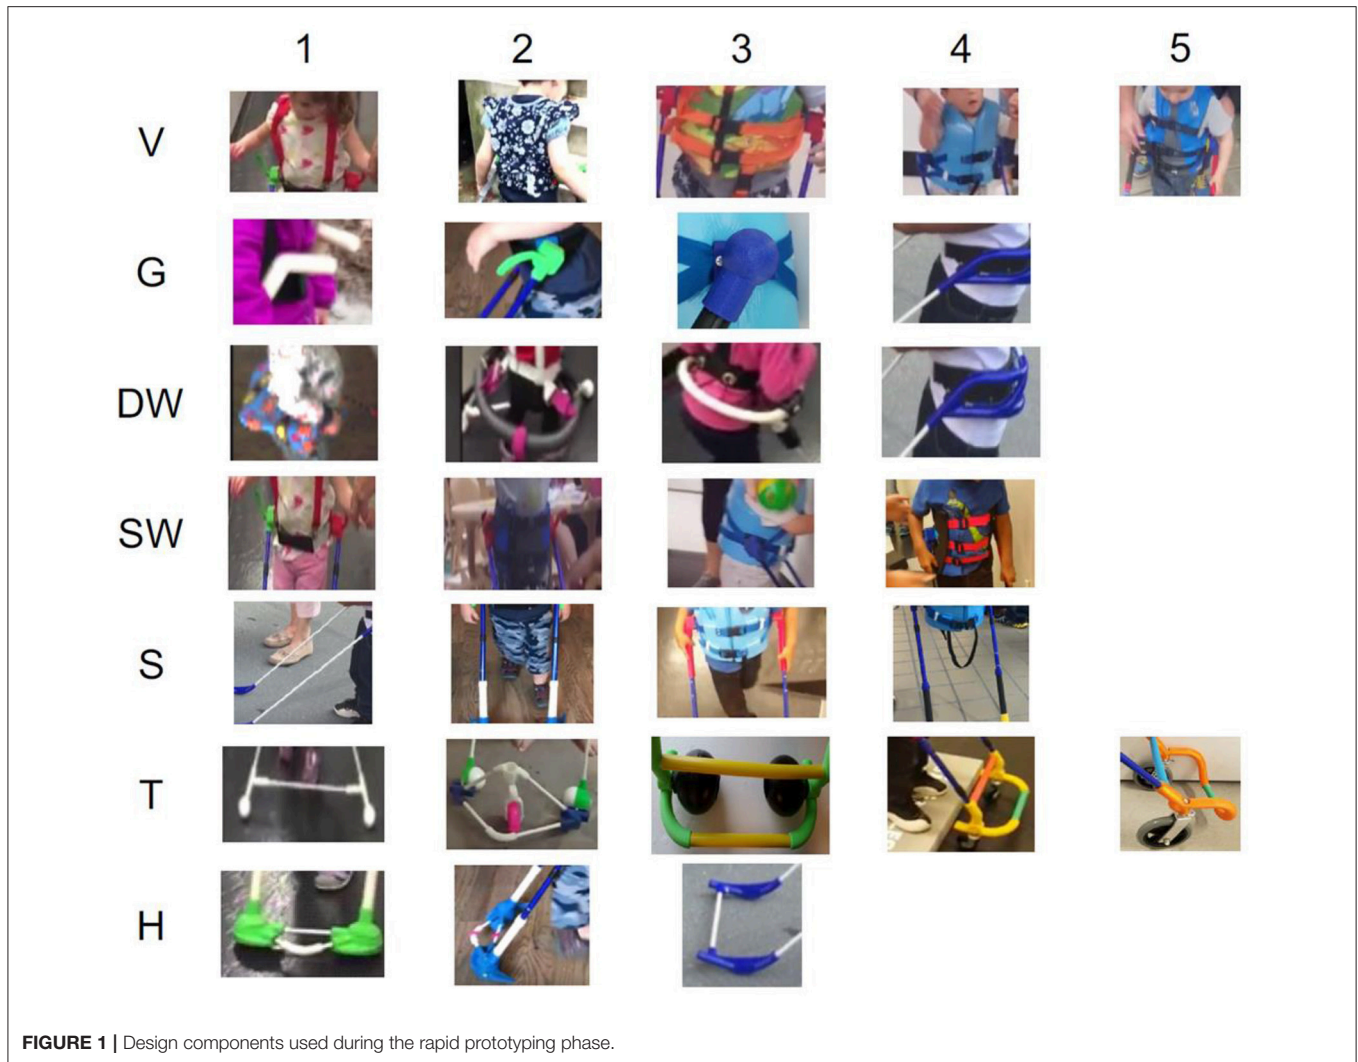 1 2 3 4 5
V
G
DW
SW
S
T
H
FIGURE 1 | Design components used during the rapid prototyping phase.